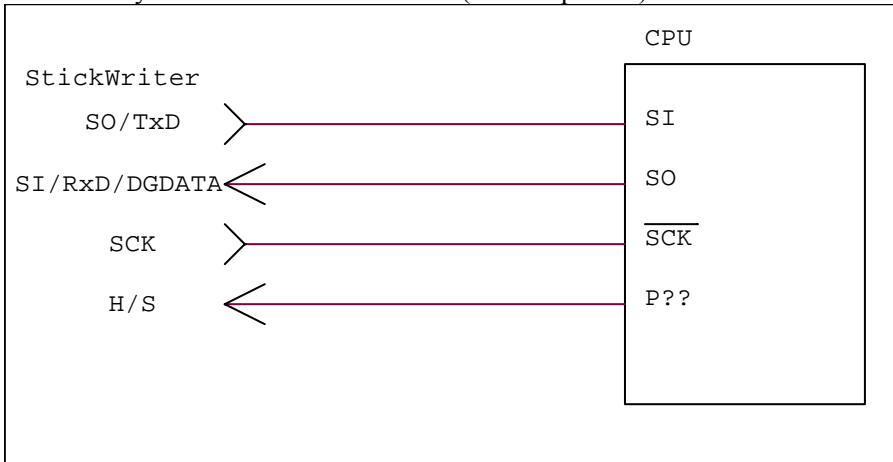 CPU
StickWriter
SO/TxD SI
SI/RxD/DGDATA SO
SCK SCK
H/S P??